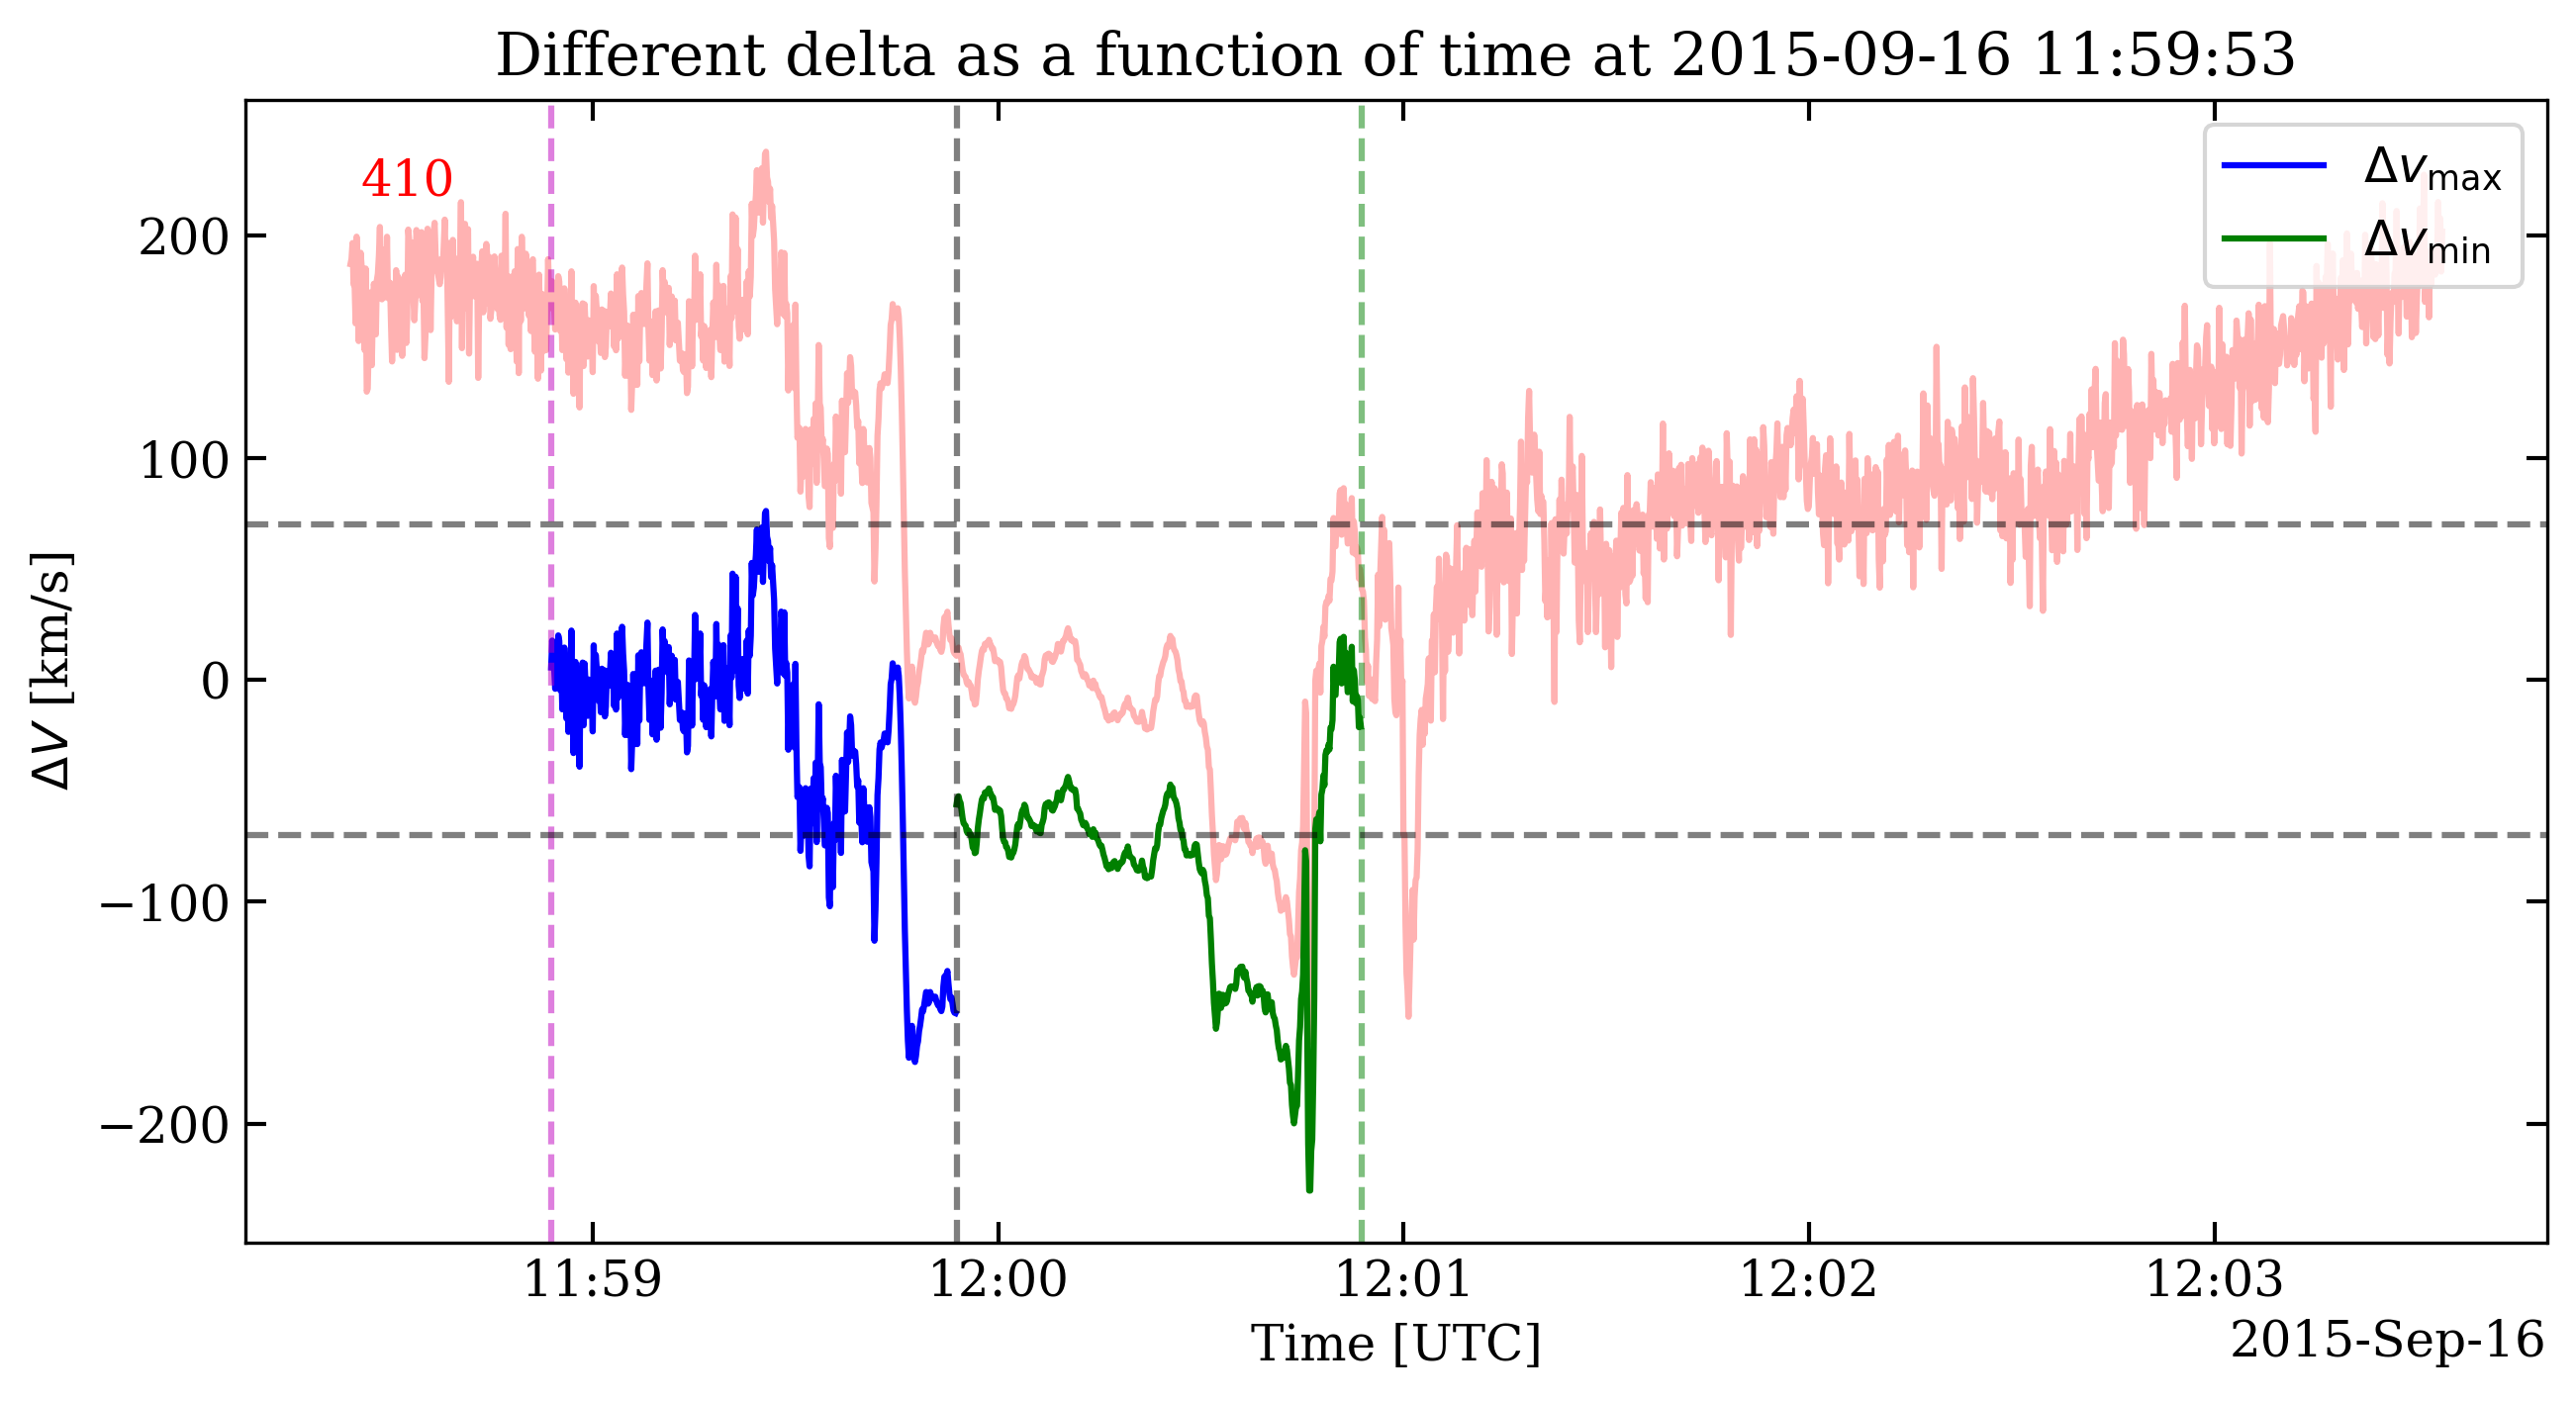 Different delta as a function of time at 2015-09-16 11:59:53
410
Δv_max
Δv_min
200
100
0
−100
−200
ΔV [km/s]
11:59 12:00 12:01 12:02 12:03
Time [UTC]
2015-Sep-16